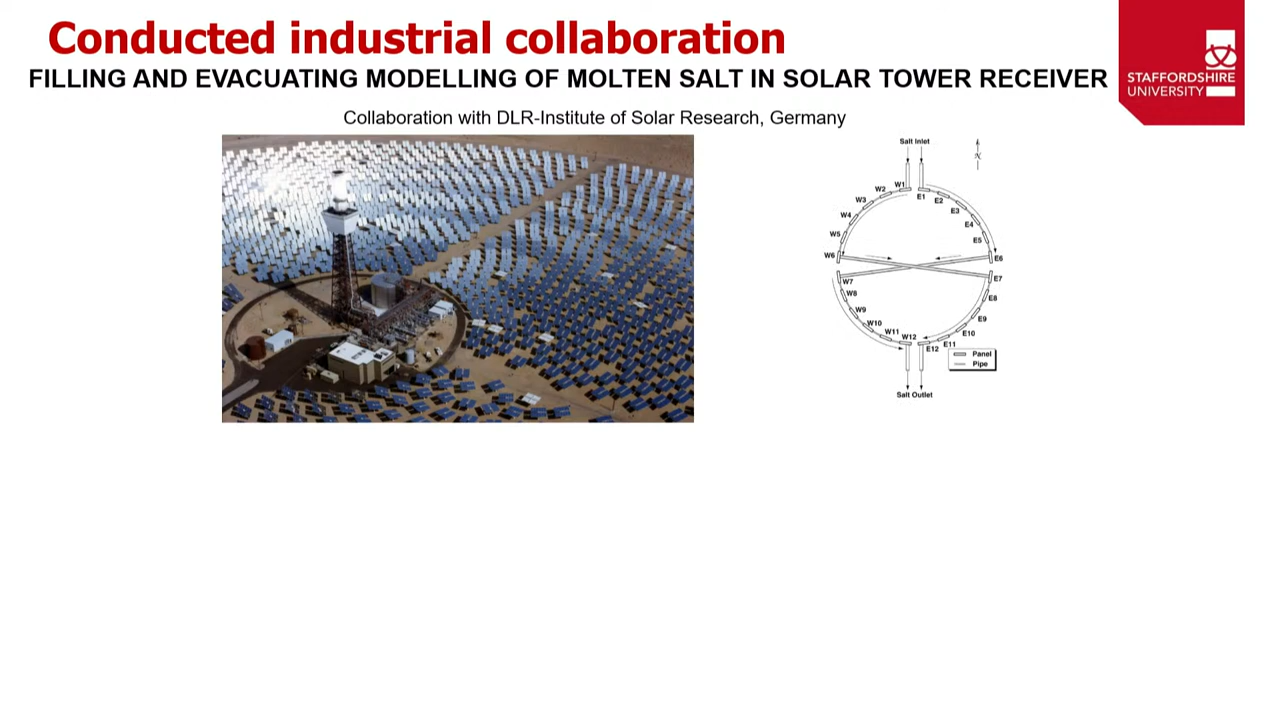 Conducted industrial collaboration
FILLING AND EVACUATING MODELLING OF MOLTEN SALT IN SOLAR TOWER RECEIVER
STAFFORDSHIRE
UNIVERSITY
Collaboration with DLR-Institute of Solar Research, Germany
Salt Inlet
N
W1
E1
W2
E2
W3
E3
W4
E4
W5
E5
W6
E6
W7
E7
W8
E8
W9
E9
W10
E10
W11
E11
W12
E12
Panel
Pipe
Salt Outlet